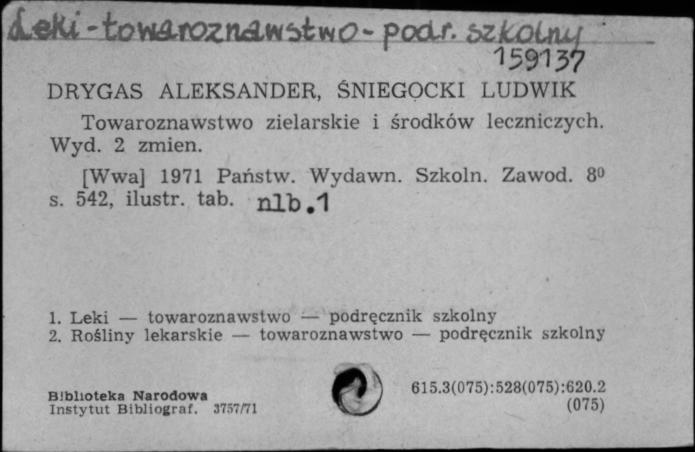 Leki - towaroznawstwo - podr. szkolny
159137
DRYGAS ALEKSANDER, ŚNIEGOCKI LUDWIK
Towaroznawstwo zielarskie i środków leczniczych.
Wyd. 2 zmien.
[Wwa] 1971 Państw. Wydawn. Szkoln. Zawod. 8⁰
s. 542, ilustr. tab. nlb.1
1. Leki — towaroznawstwo — podręcznik szkolny
2. Rośliny lekarskie — towaroznawstwo — podręcznik szkolny
Biblioteka Narodowa
Instytut Bibliograf. 3757/71
615.3(075):528(075):620.2
(075)